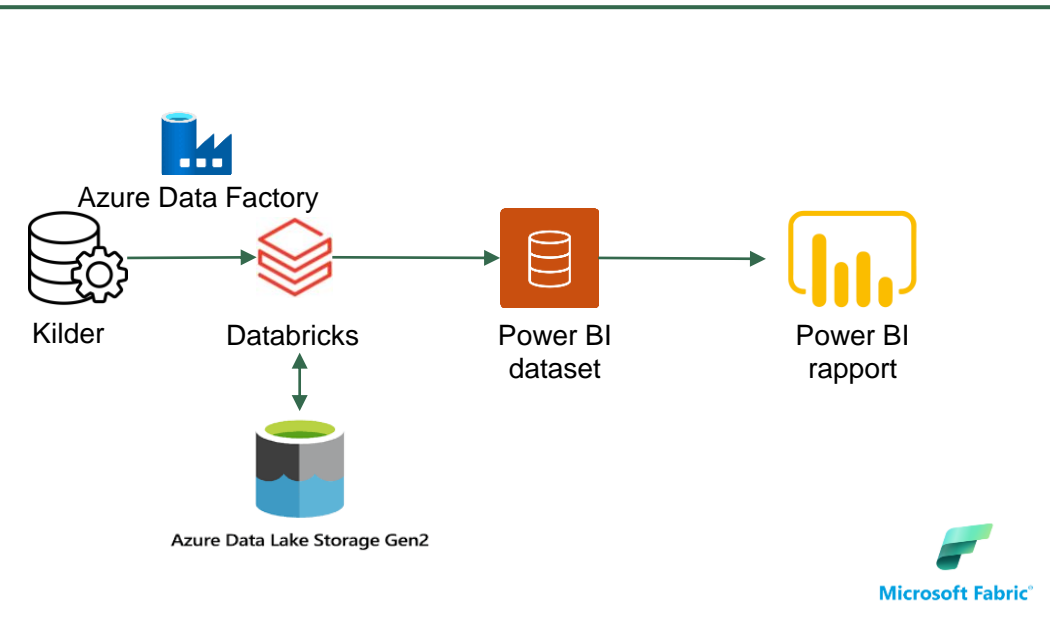 Azure Data Factory
Kilder
Databricks
Power BI
dataset
Power BI
rapport
Azure Data Lake Storage Gen2
Microsoft Fabric